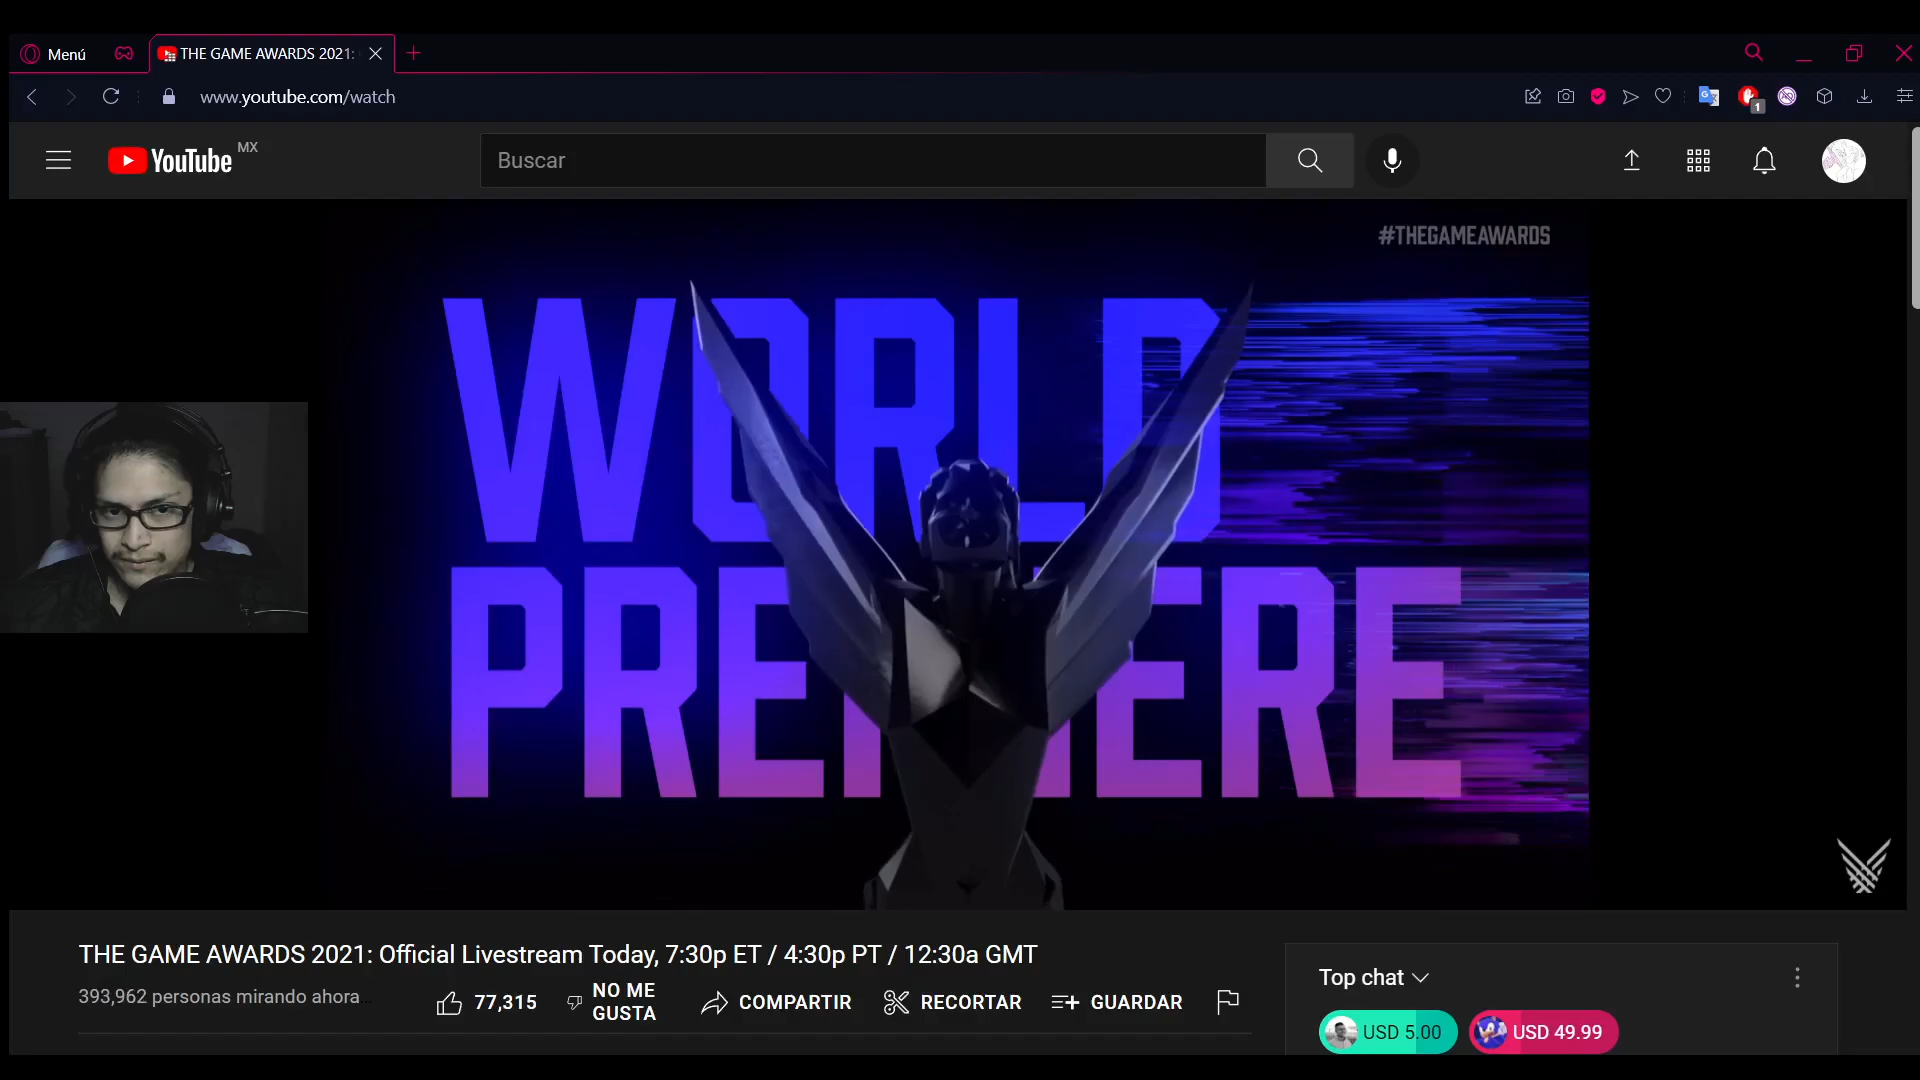 Menú
THE GAME AWARDS 2021:
www.youtube.com/watch
1
YouTube MX
Buscar
#THEGAMEAWARDS
WORLD
PREMIERE
THE GAME AWARDS 2021: Official Livestream Today, 7:30p ET / 4:30p PT / 12:30a GMT
393,962 personas mirando ahora
77,315
NO ME
GUSTA
COMPARTIR
RECORTAR
GUARDAR
Top chat
USD 5.00
USD 49.99